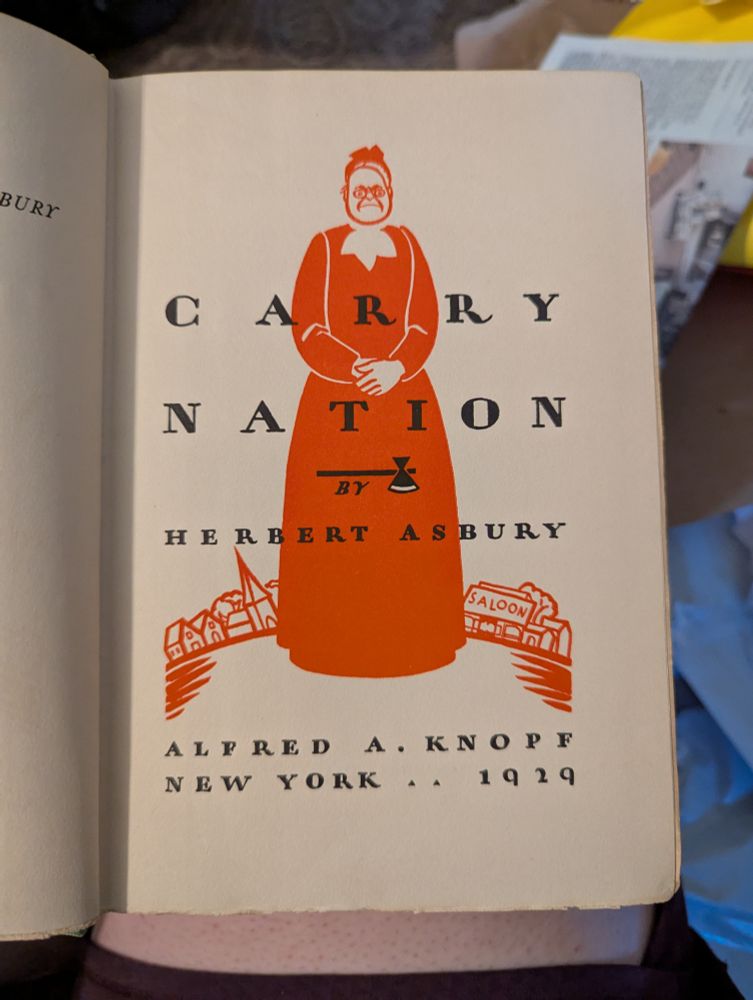 BURY
CARRY
NATION
BY
HERBERT ASBURY
SALOON
ALFRED A. KNOPF
NEW YORK .. 1929